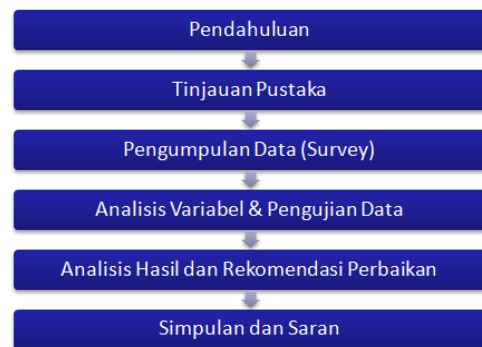 Pendahuluan
Tinjauan Pustaka
Pengumpulan Data (Survey)
Analisis Variabel & Pengujian Data
Analisis Hasil dan Rekomendasi Perbaikan
Simpulan dan Saran